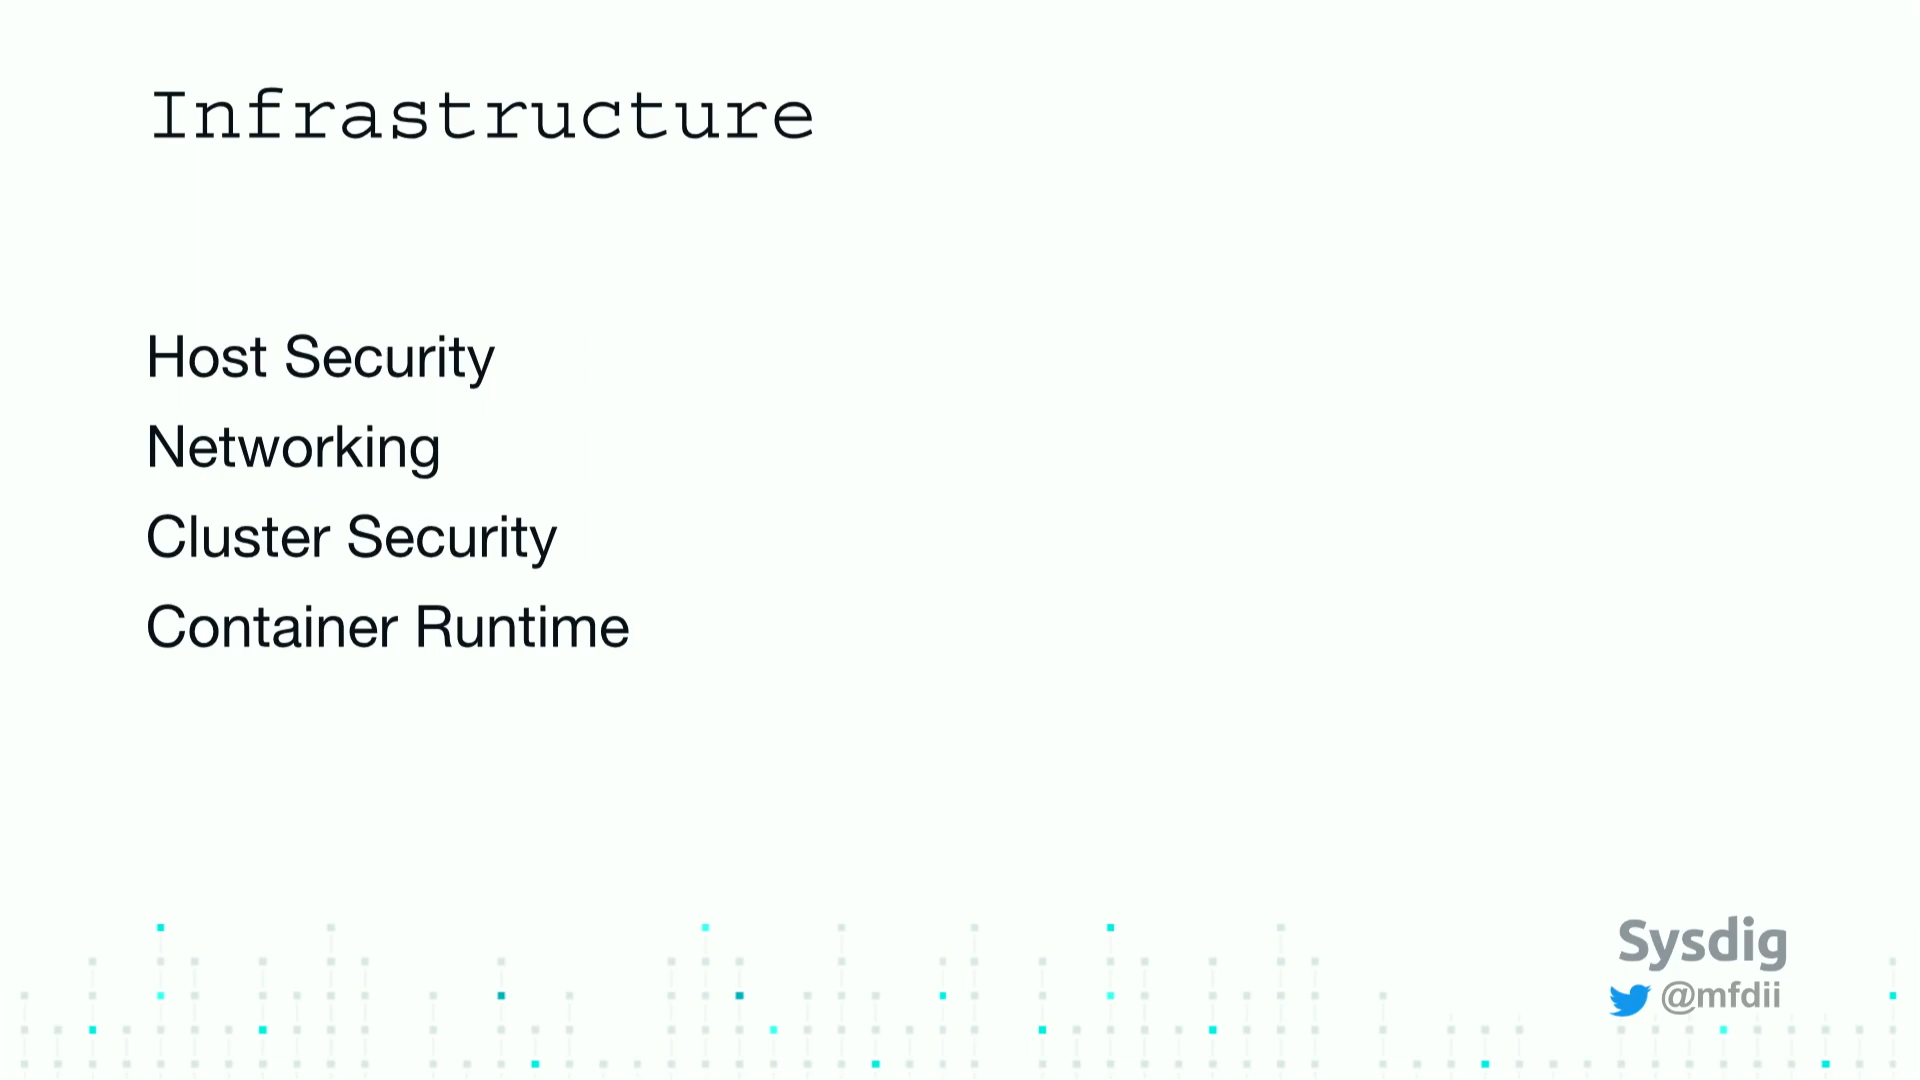 Infrastructure
Host Security
Networking
Cluster Security
Container Runtime
Sysdig
@mfdii